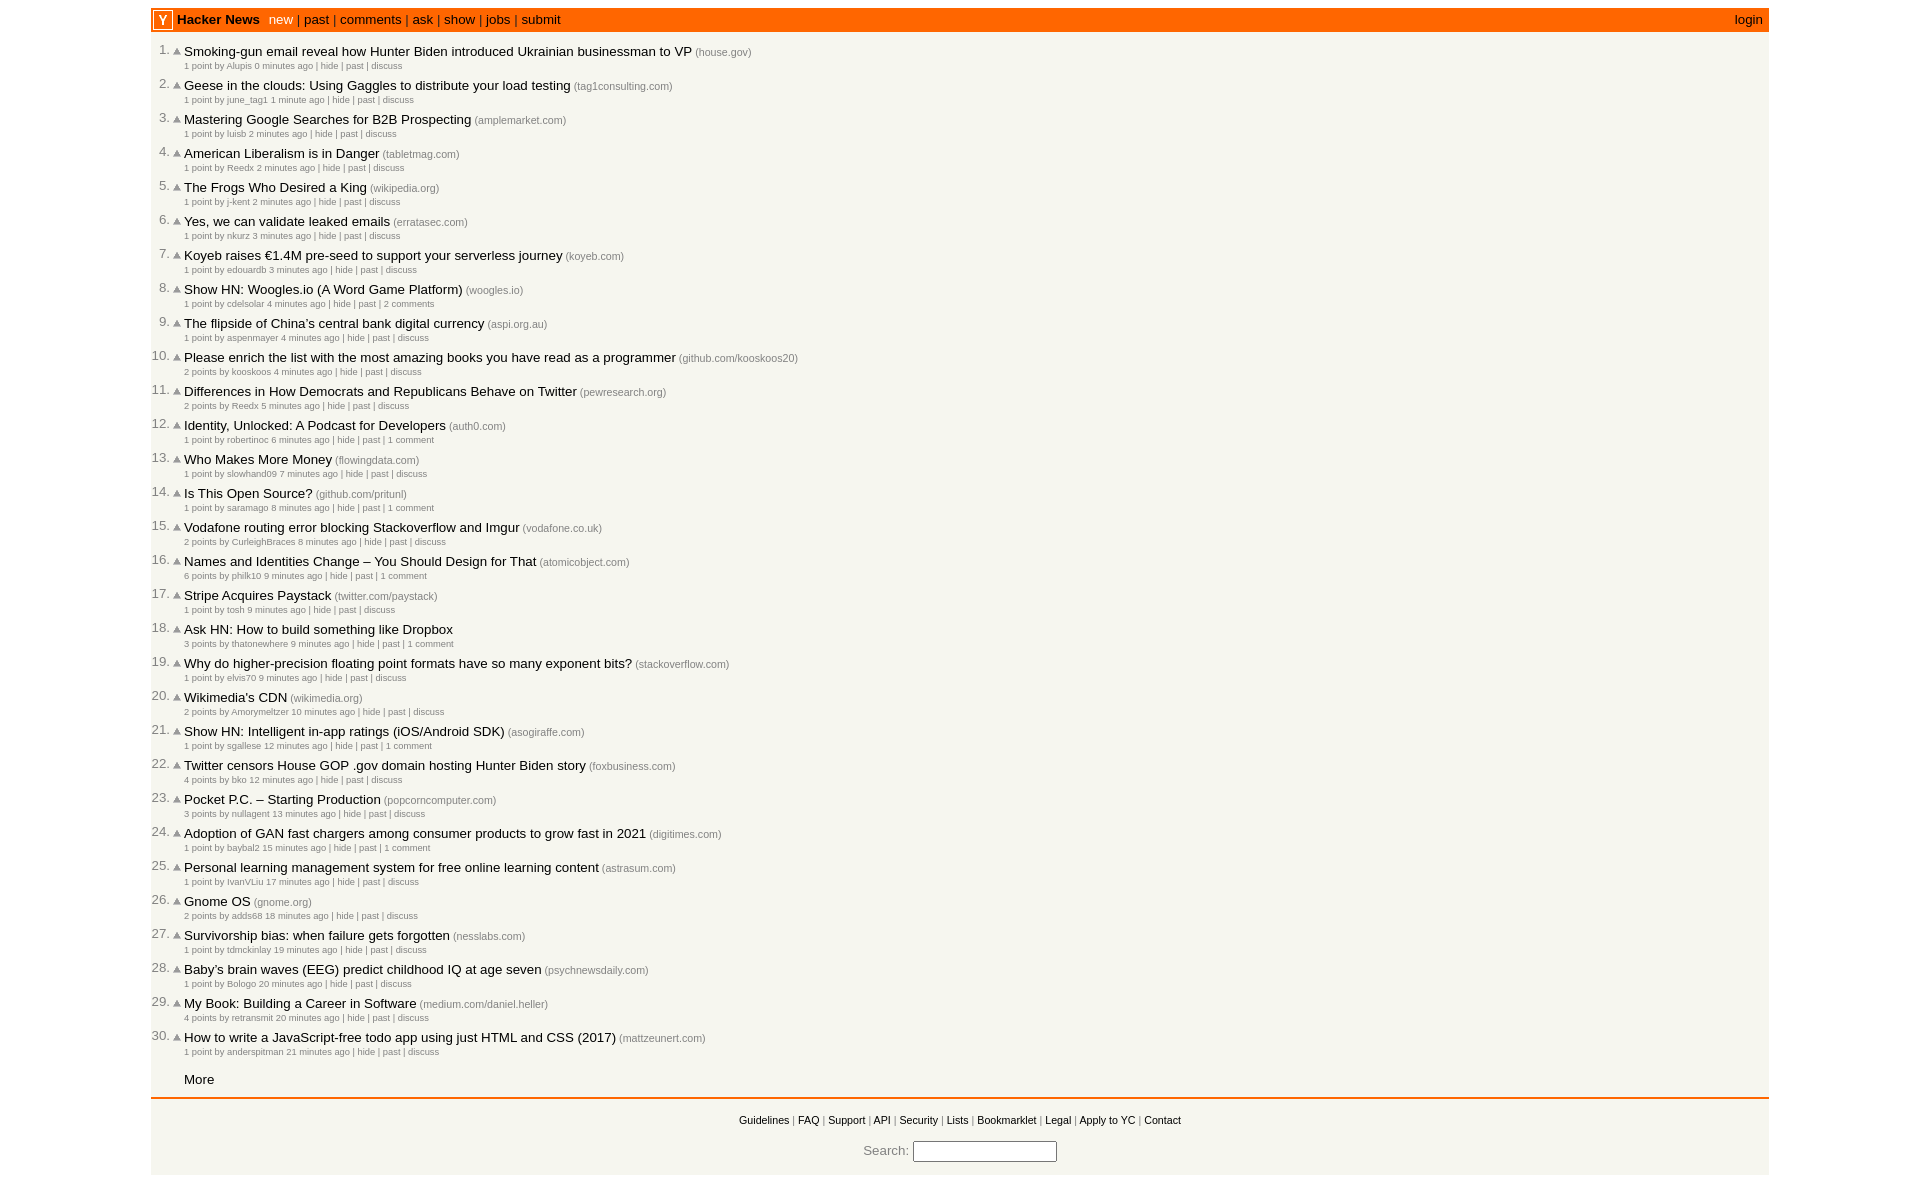 Y Hacker News new | past | comments | ask | show | jobs | submit login
1. Smoking-gun email reveal how Hunter Biden introduced Ukrainian businessman to VP (house.gov)
1 point by Alupis 0 minutes ago | hide | past | discuss
2. Geese in the clouds: Using Gaggles to distribute your load testing (tag1consulting.com)
1 point by june_tag1 1 minute ago | hide | past | discuss
3. Mastering Google Searches for B2B Prospecting (amplemarket.com)
1 point by luisb 2 minutes ago | hide | past | discuss
4. American Liberalism is in Danger (tabletmag.com)
1 point by Reedx 2 minutes ago | hide | past | discuss
5. The Frogs Who Desired a King (wikipedia.org)
1 point by j-kent 2 minutes ago | hide | past | discuss
6. Yes, we can validate leaked emails (erratasec.com)
1 point by nkurz 3 minutes ago | hide | past | discuss
7. Koyeb raises €1.4M pre-seed to support your serverless journey (koyeb.com)
1 point by edouardb 3 minutes ago | hide | past | discuss
8. Show HN: Woogles.io (A Word Game Platform) (woogles.io)
1 point by cdelsolar 4 minutes ago | hide | past | 2 comments
9. The flipside of China’s central bank digital currency (aspi.org.au)
1 point by aspenmayer 4 minutes ago | hide | past | discuss
10. Please enrich the list with the most amazing books you have read as a programmer (github.com/kooskoos20)
2 points by kooskoos 4 minutes ago | hide | past | discuss
11. Differences in How Democrats and Republicans Behave on Twitter (pewresearch.org)
2 points by Reedx 5 minutes ago | hide | past | discuss
12. Identity, Unlocked: A Podcast for Developers (auth0.com)
1 point by robertinoc 6 minutes ago | hide | past | 1 comment
13. Who Makes More Money (flowingdata.com)
1 point by slowhand09 7 minutes ago | hide | past | discuss
14. Is This Open Source? (github.com/pritunl)
1 point by saramago 8 minutes ago | hide | past | 1 comment
15. Vodafone routing error blocking Stackoverflow and Imgur (vodafone.co.uk)
2 points by CurleighBraces 8 minutes ago | hide | past | discuss
16. Names and Identities Change – You Should Design for That (atomicobject.com)
6 points by philk10 9 minutes ago | hide | past | 1 comment
17. Stripe Acquires Paystack (twitter.com/paystack)
1 point by tosh 9 minutes ago | hide | past | discuss
18. Ask HN: How to build something like Dropbox
3 points by thatonewhere 9 minutes ago | hide | past | 1 comment
19. Why do higher-precision floating point formats have so many exponent bits? (stackoverflow.com)
1 point by elvis70 9 minutes ago | hide | past | discuss
20. Wikimedia's CDN (wikimedia.org)
2 points by Amorymeltzer 10 minutes ago | hide | past | discuss
21. Show HN: Intelligent in-app ratings (iOS/Android SDK) (asogiraffe.com)
1 point by sgallese 12 minutes ago | hide | past | 1 comment
22. Twitter censors House GOP .gov domain hosting Hunter Biden story (foxbusiness.com)
4 points by bko 12 minutes ago | hide | past | discuss
23. Pocket P.C. – Starting Production (popcorncomputer.com)
3 points by nullagent 13 minutes ago | hide | past | discuss
24. Adoption of GAN fast chargers among consumer products to grow fast in 2021 (digitimes.com)
1 point by baybal2 15 minutes ago | hide | past | 1 comment
25. Personal learning management system for free online learning content (astrasum.com)
1 point by IvanVLiu 17 minutes ago | hide | past | discuss
26. Gnome OS (gnome.org)
2 points by adds68 18 minutes ago | hide | past | discuss
27. Survivorship bias: when failure gets forgotten (nesslabs.com)
1 point by tdmckinlay 19 minutes ago | hide | past | discuss
28. Baby’s brain waves (EEG) predict childhood IQ at age seven (psychnewsdaily.com)
1 point by Bologo 20 minutes ago | hide | past | discuss
29. My Book: Building a Career in Software (medium.com/daniel.heller)
4 points by retransmit 20 minutes ago | hide | past | discuss
30. How to write a JavaScript-free todo app using just HTML and CSS (2017) (mattzeunert.com)
1 point by anderspitman 21 minutes ago | hide | past | discuss
More
Guidelines | FAQ | Support | API | Security | Lists | Bookmarklet | Legal | Apply to YC | Contact
Search: